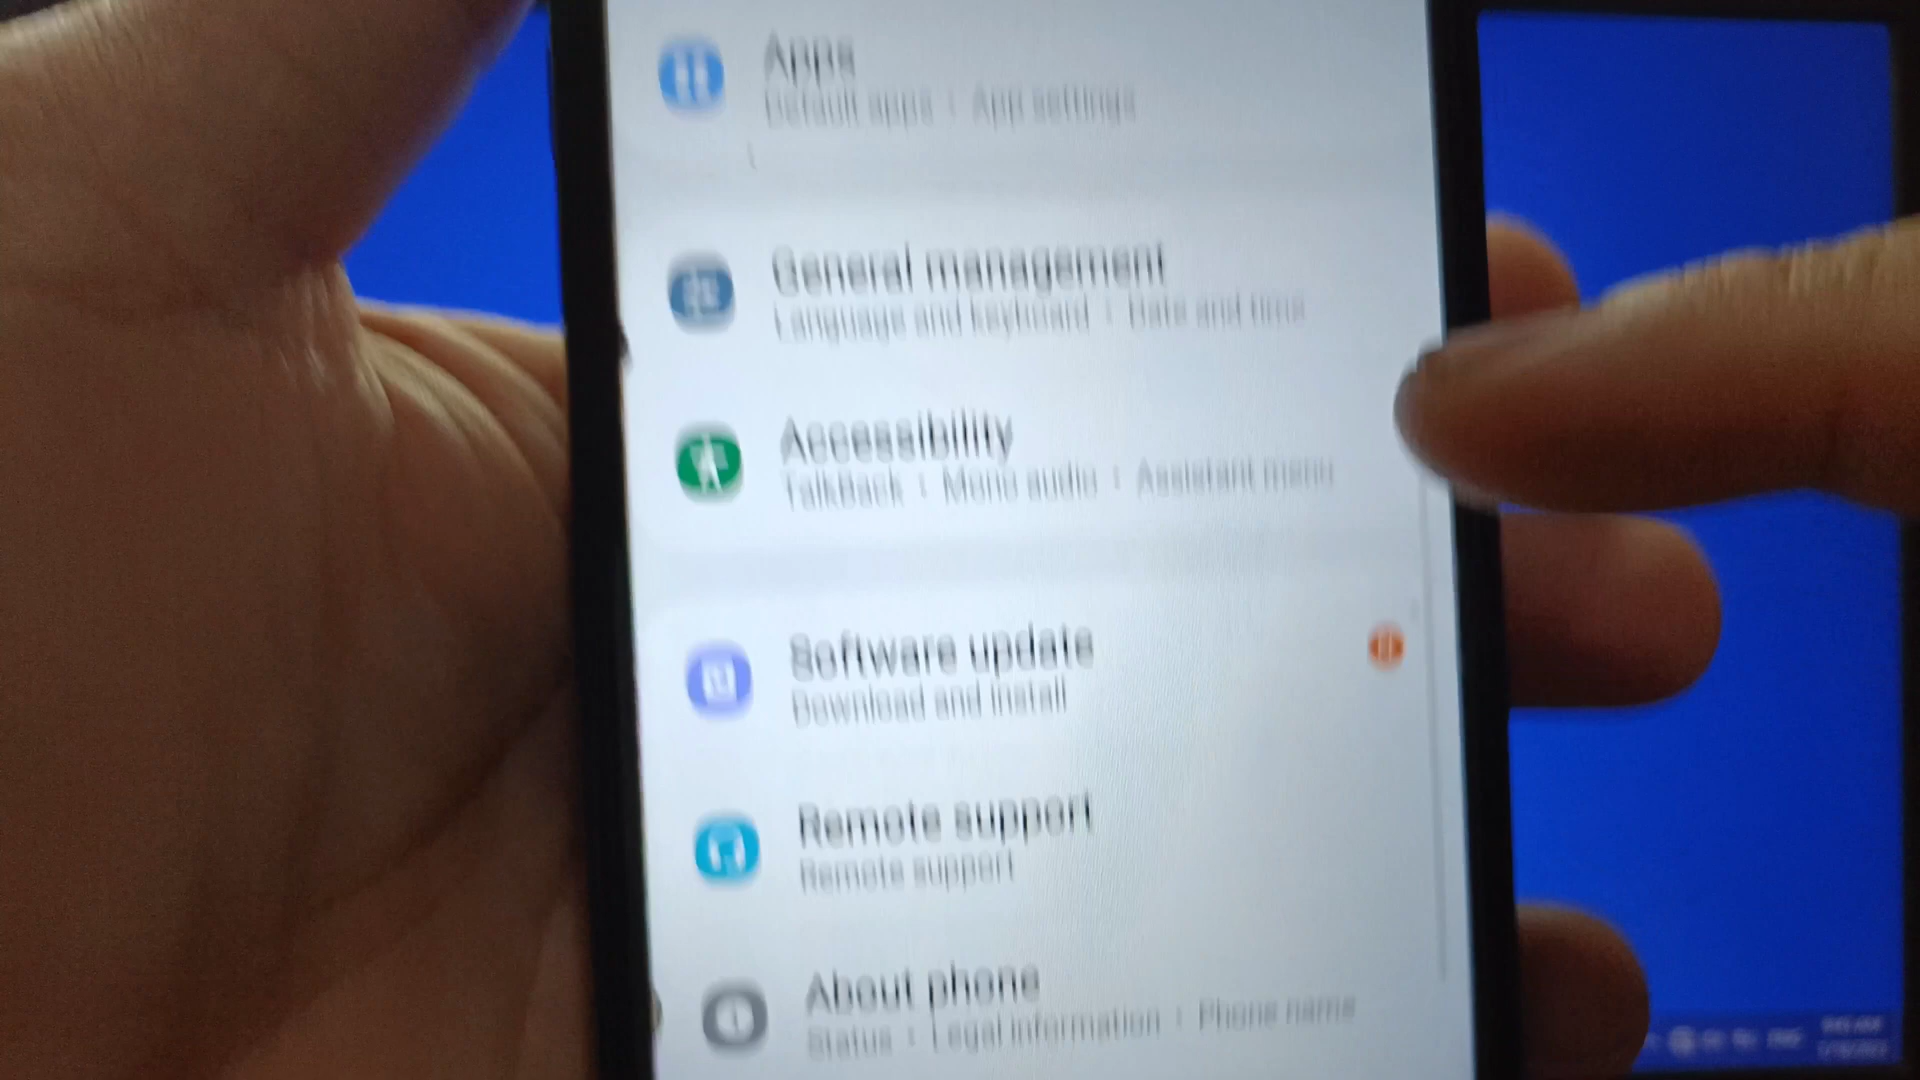 Apps
Default apps • App settings
General management
Language and keyboard • Date and time
Accessibility
TalkBack • Mono audio • Assistant menu
Software update
Download and install
Remote support
Remote support
About phone
Status • Legal information • Phone name